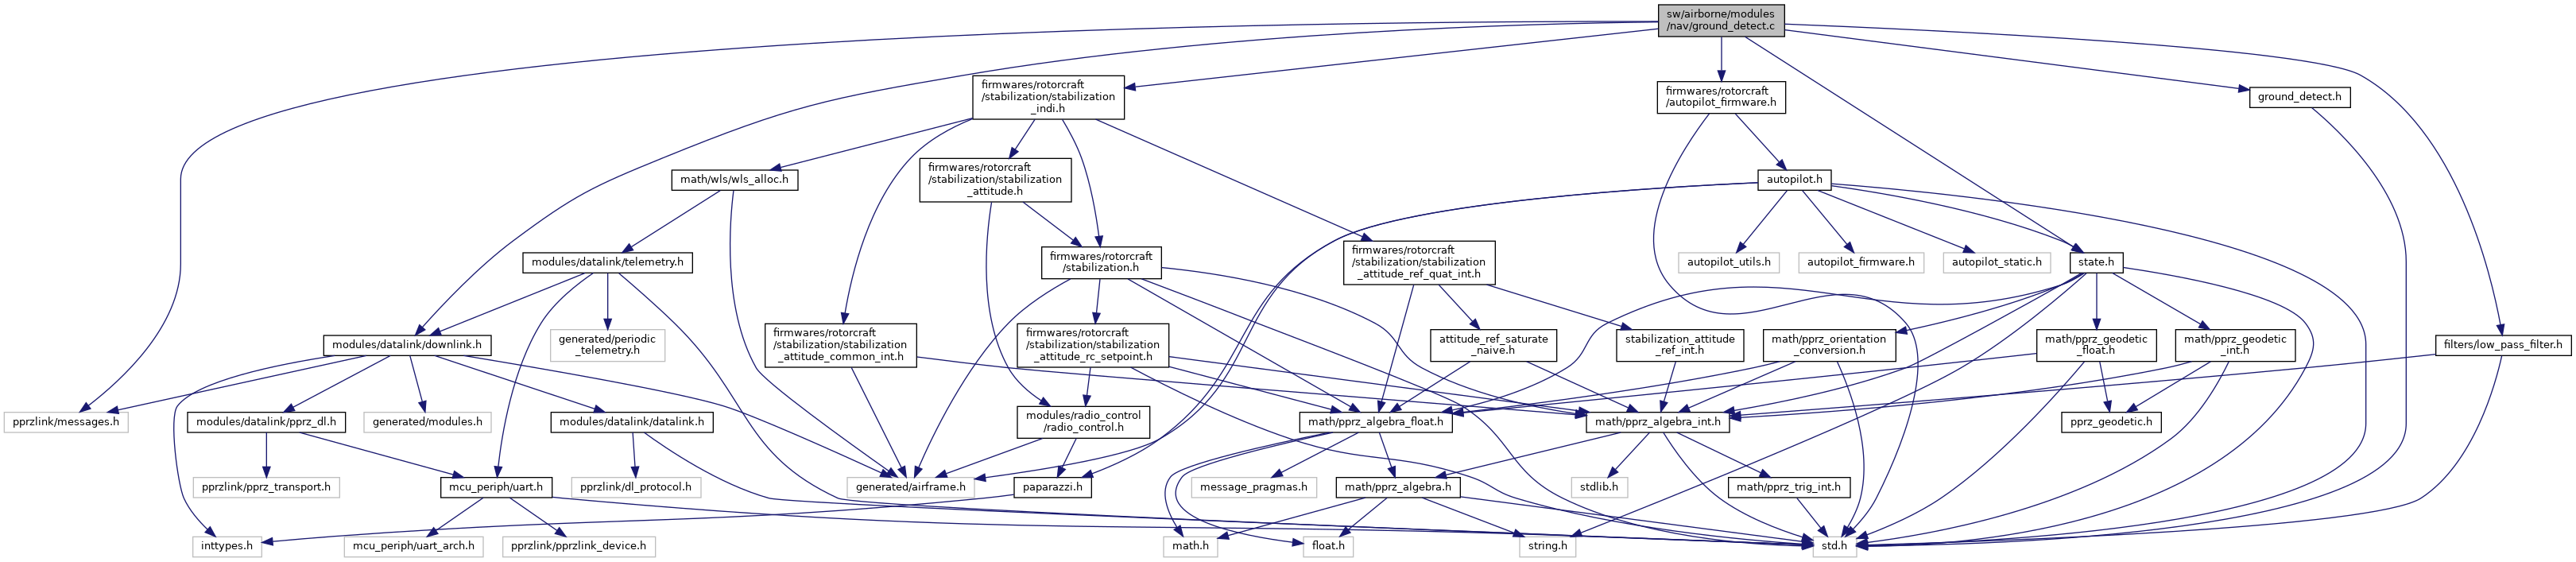 sw/airborne/modules
/nav/ground_detect.c
firmwares/rotorcraft
/stabilization/stabilization
_indi.h
firmwares/rotorcraft
/autopilot_firmware.h
ground_detect.h
math/wls/wls_alloc.h
firmwares/rotorcraft
/stabilization/stabilization
_attitude.h
autopilot.h
modules/datalink/telemetry.h
firmwares/rotorcraft
/stabilization.h
firmwares/rotorcraft
/stabilization/stabilization
_attitude_ref_quat_int.h
autopilot_utils.h
autopilot_firmware.h
autopilot_static.h
state.h
modules/datalink/downlink.h
generated/periodic
_telemetry.h
firmwares/rotorcraft
/stabilization/stabilization
_attitude_common_int.h
firmwares/rotorcraft
/stabilization/stabilization
_attitude_rc_setpoint.h
attitude_ref_saturate
_naive.h
stabilization_attitude
_ref_int.h
math/pprz_orientation
_conversion.h
math/pprz_geodetic
_float.h
math/pprz_geodetic
_int.h
filters/low_pass_filter.h
pprzlink/messages.h
modules/datalink/pprz_dl.h
generated/modules.h
modules/datalink/datalink.h
modules/radio_control
/radio_control.h
math/pprz_algebra_float.h
math/pprz_algebra_int.h
pprz_geodetic.h
pprzlink/pprz_transport.h
mcu_periph/uart.h
pprzlink/dl_protocol.h
generated/airframe.h
paparazzi.h
message_pragmas.h
math/pprz_algebra.h
stdlib.h
math/pprz_trig_int.h
inttypes.h
mcu_periph/uart_arch.h
pprzlink/pprzlink_device.h
math.h
float.h
string.h
std.h